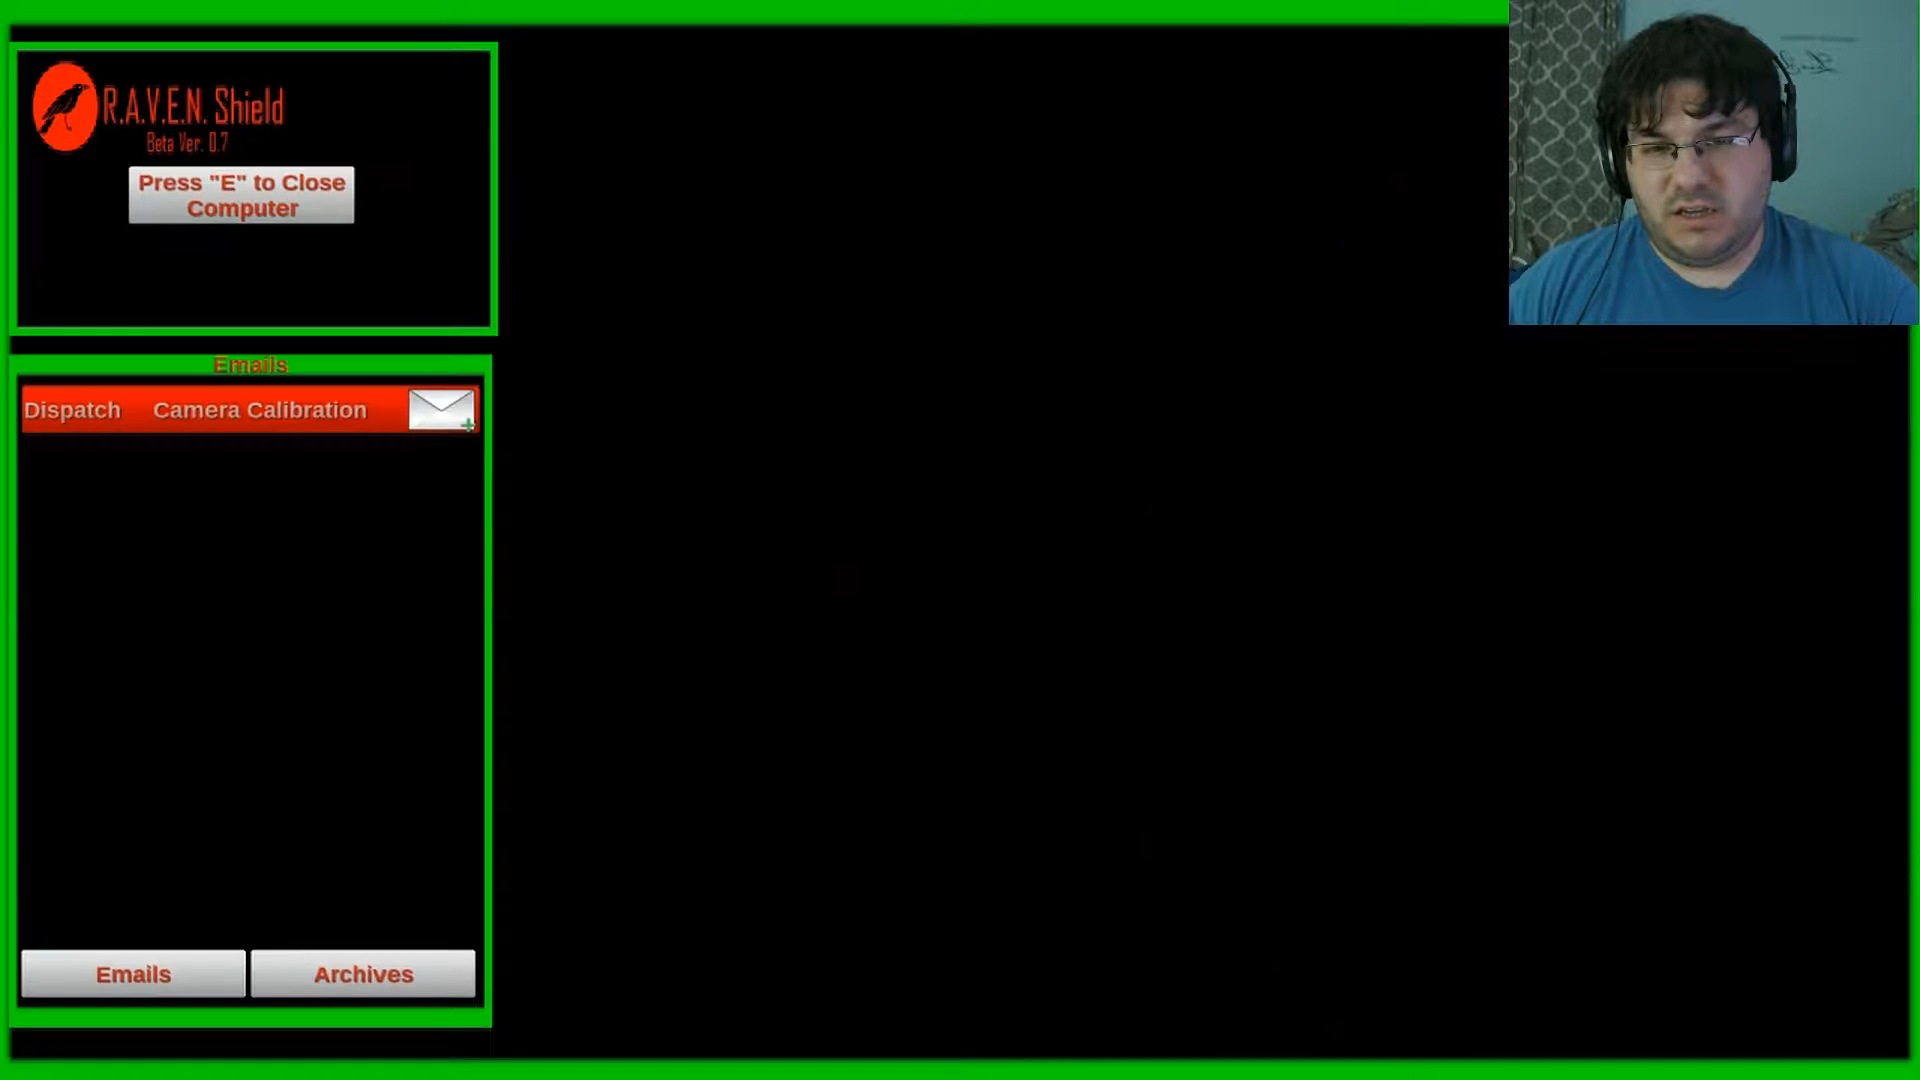 R.A.V.E.N. Shield
Beta Ver. 0.7
Press "E" to Close
Computer
Emails
Dispatch Camera Calibration
Emails Archives